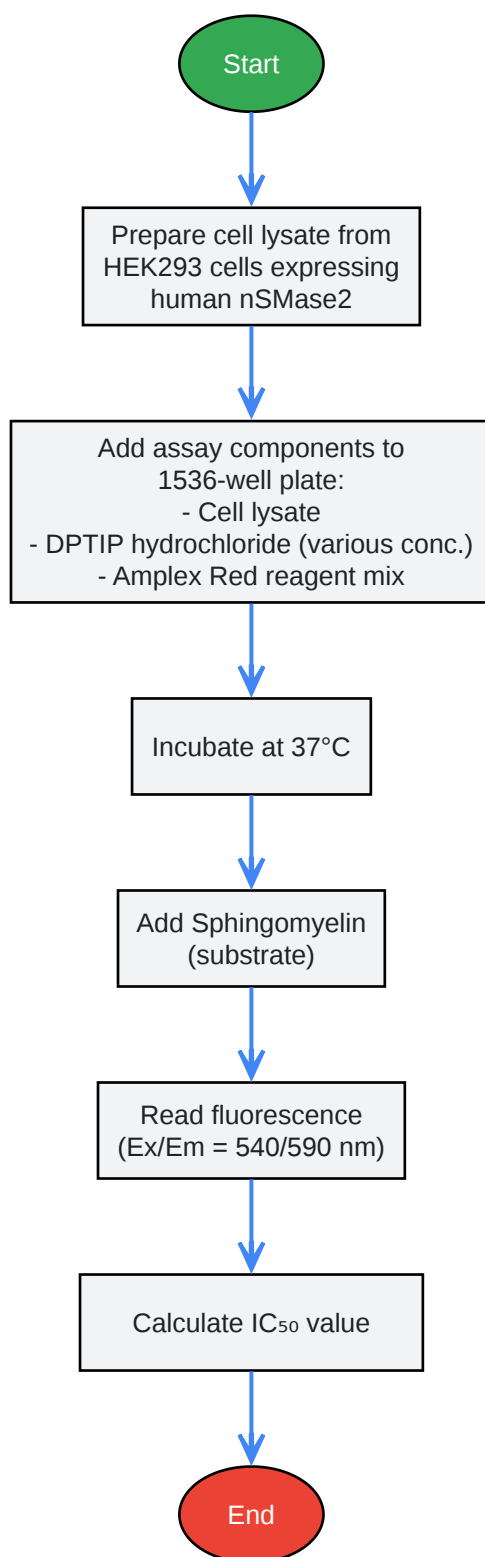 Start
Prepare cell lysate from
HEK293 cells expressing
human nSMase2
Add assay components to
1536-well plate:
- Cell lysate
- DPTIP hydrochloride (various conc.)
- Amplex Red reagent mix
Incubate at 37°C
Add Sphingomyelin
(substrate)
Read fluorescence
(Ex/Em = 540/590 nm)
Calculate IC₅₀ value
End